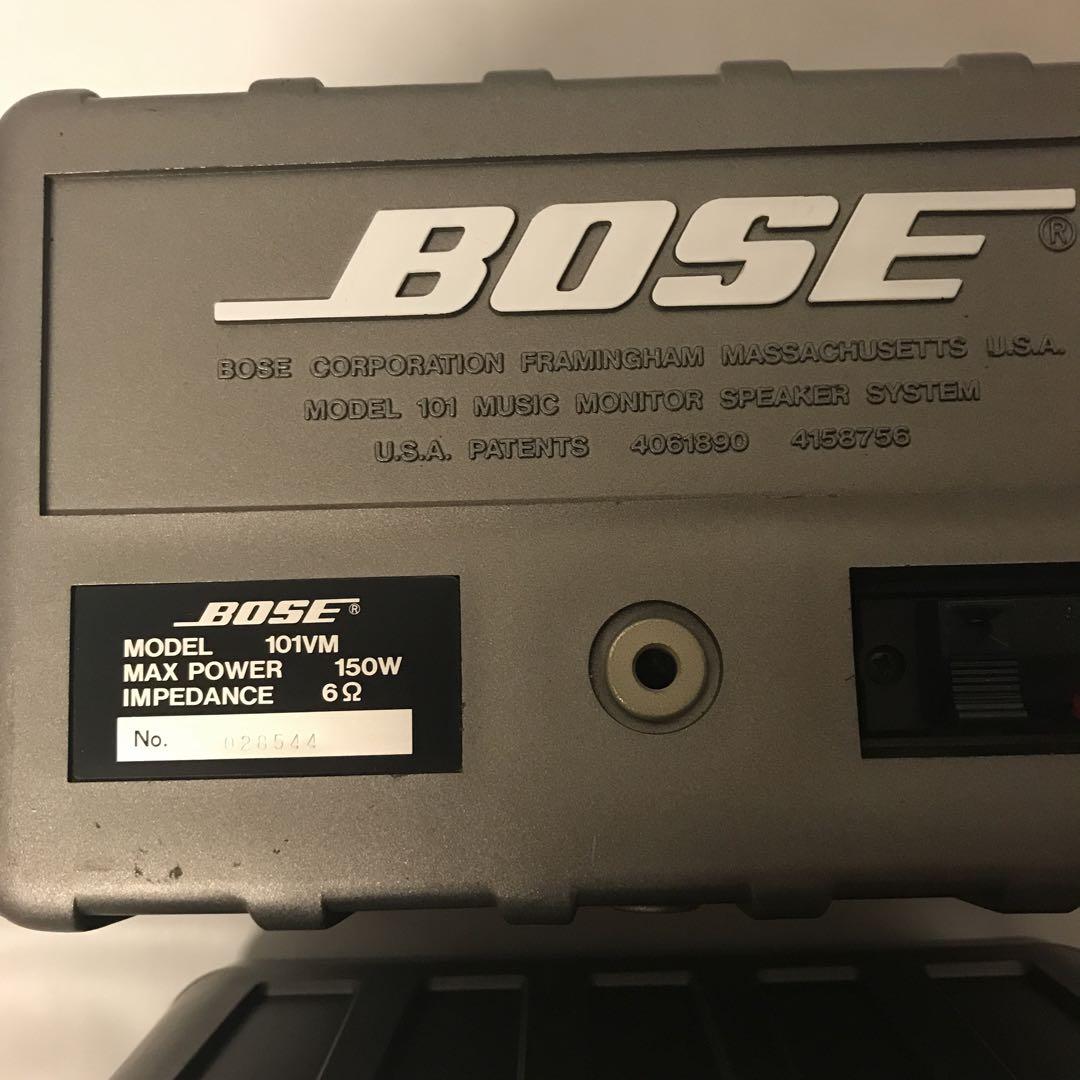 BOSE®
BOSE CORPORATION FRAMINGHAM MASSACHUSETTS U.S.A.
MODEL 101 MUSIC MONITOR SPEAKER SYSTEM
U.S.A. PATENTS 4061890 4158756
BOSE®
MODEL 101VM
MAX POWER 150W
IMPEDANCE 6Ω
No. 028544